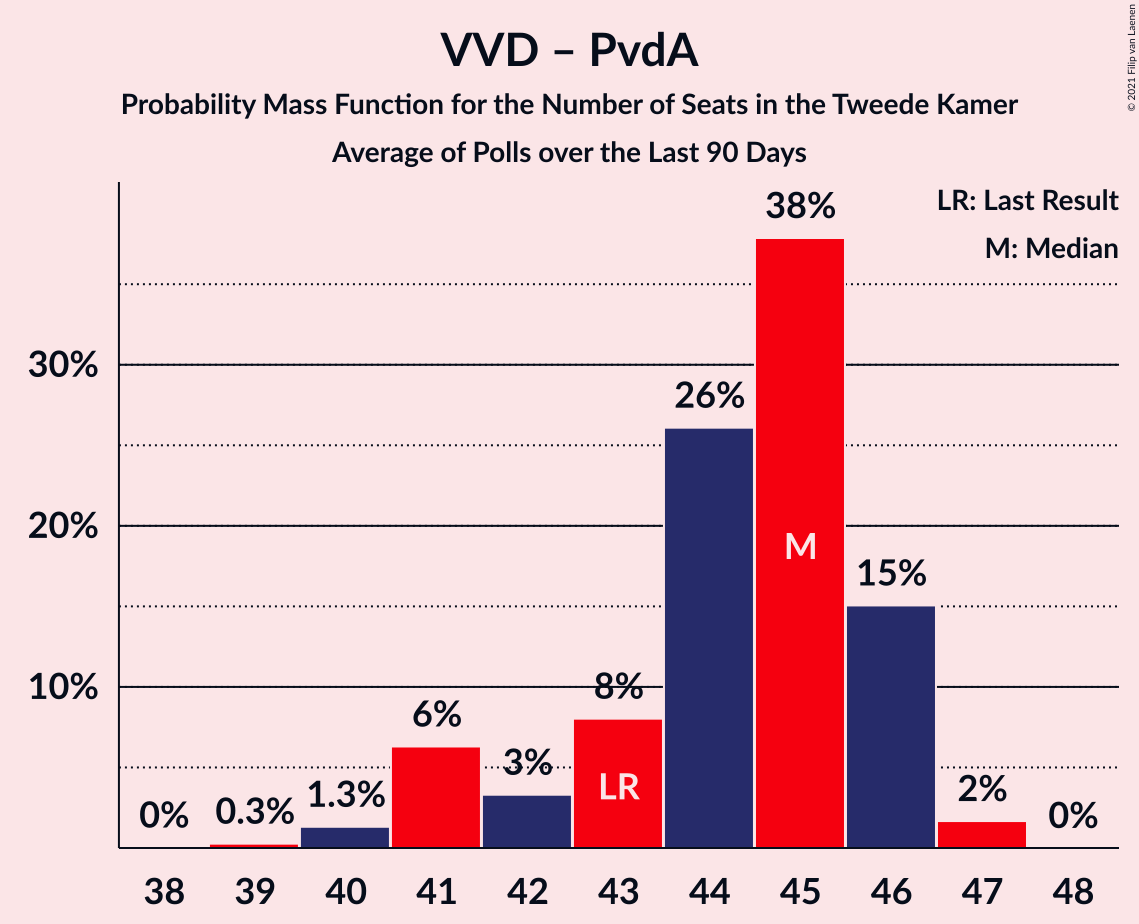 VVD – PvdA
Probability Mass Function for the Number of Seats in the Tweede Kamer
Average of Polls over the Last 90 Days
© 2021 Filip van Laenen
LR: Last Result
M: Median
38%
30%
26%
20%
M
15%
10%
8%
6%
3%
LR
2%
1.3%
0.3%
0%
0%
38 39 40 41 42 43 44 45 46 47 48